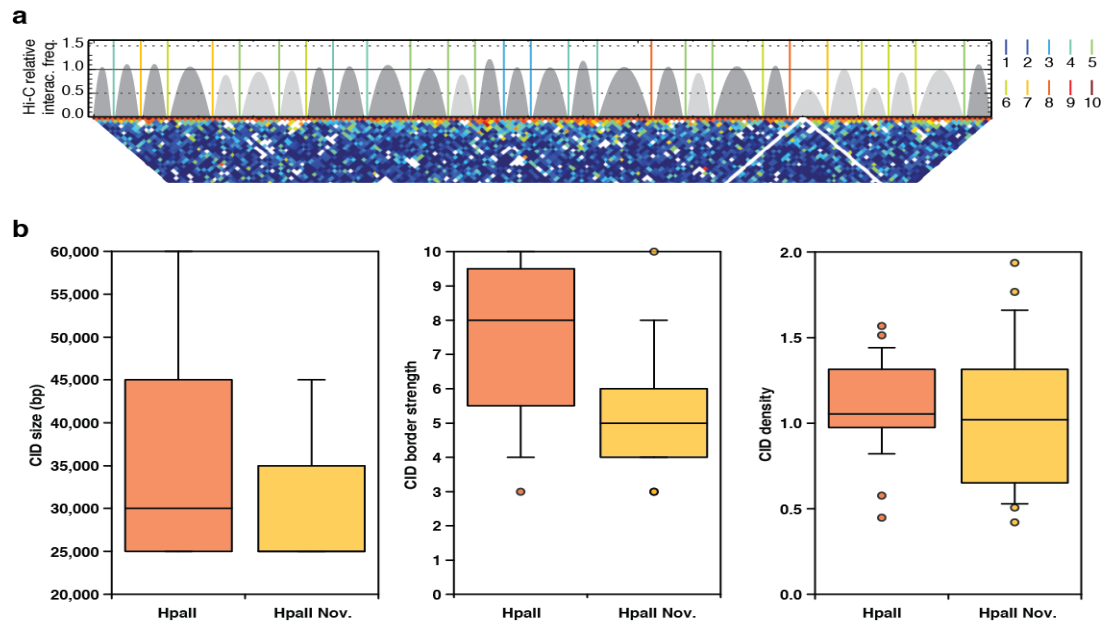 a
Hi-C relative
interac. freq.
1.5
1.0
0.5
0.0
1 2 3 4 5
6 7 8 9 10
b
CID size (bp)
60,000
55,000
50,000
45,000
40,000
35,000
30,000
25,000
20,000
HpaII HpaII Nov.
CID border strength
10
9
8
7
6
5
4
3
2
1
0
HpaII HpaII Nov.
CID density
2.0
1.5
1.0
0.5
0.0
HpaII HpaII Nov.